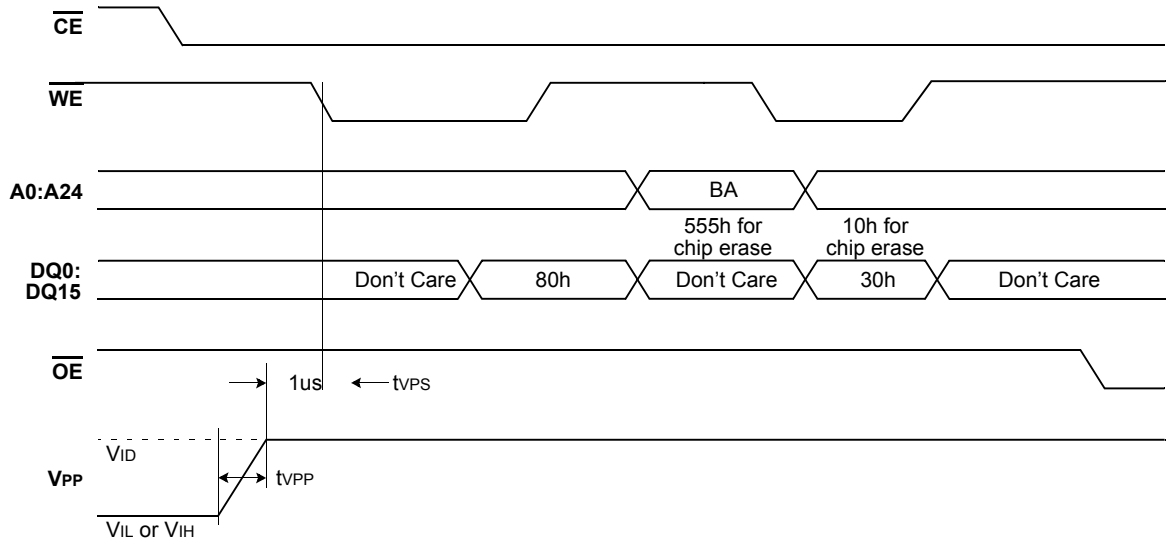 CE
WE
A0:A24
BA
555h for
chip erase
10h for
chip erase
DQ0:
DQ15
Don't Care
80h
Don't Care
30h
Don't Care
OE
1us
tVPS
VID
VPP
tVPP
VIL or VIH